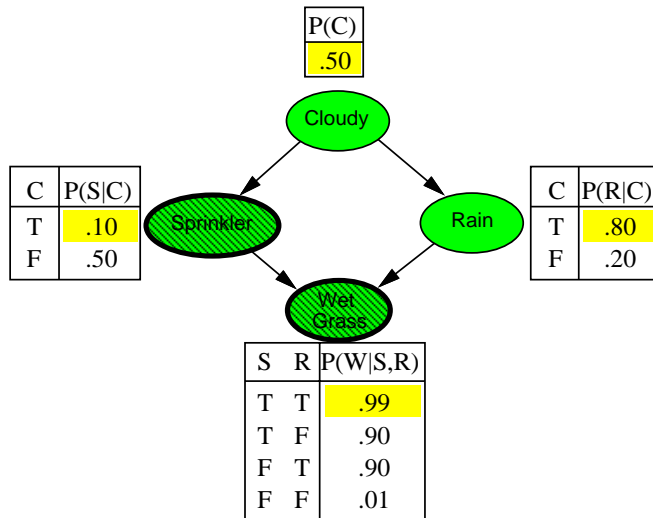 P(C)
.50
Cloudy
C P(S|C)
T .10
F .50
Sprinkler
Rain
C P(R|C)
T .80
F .20
Wet
Grass
S R P(W|S,R)
T T .99
T F .90
F T .90
F F .01